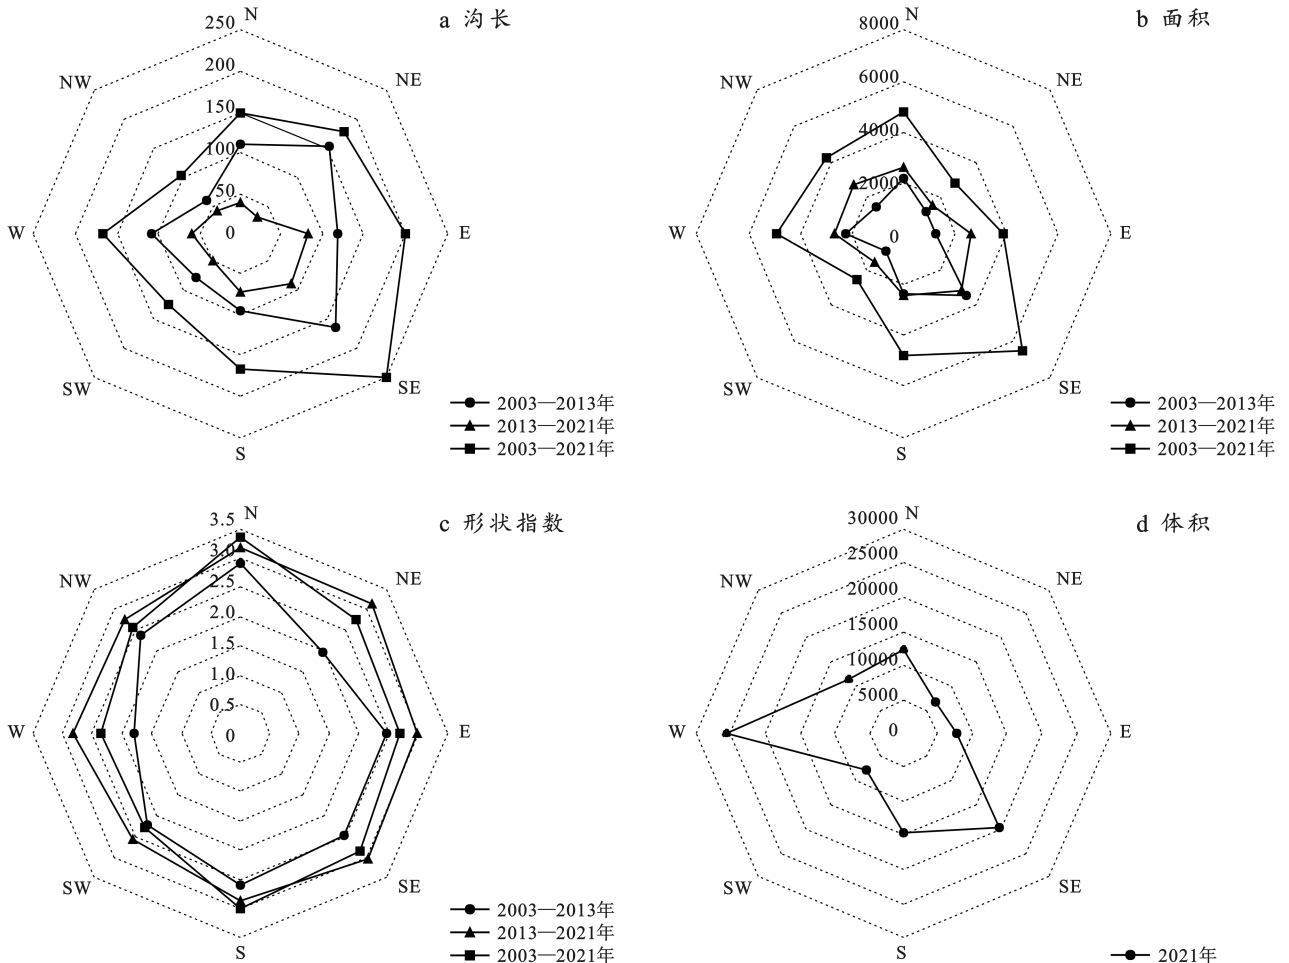 a 沟长
N
NE
E
SE
S
SW
W
NW
250
200
150
100
50
0
2003—2013年
2013—2021年
2003—2021年
b 面积
N
NE
E
SE
S
SW
W
NW
8000
6000
4000
2000
0
2003—2013年
2013—2021年
2003—2021年
c 形状指数
N
NE
E
SE
S
SW
W
NW
3.5
3.0
2.5
2.0
1.5
1.0
0.5
0
2003—2013年
2013—2021年
2003—2021年
d 体积
N
NE
E
SE
S
SW
W
NW
30000
25000
20000
15000
10000
5000
0
2021年